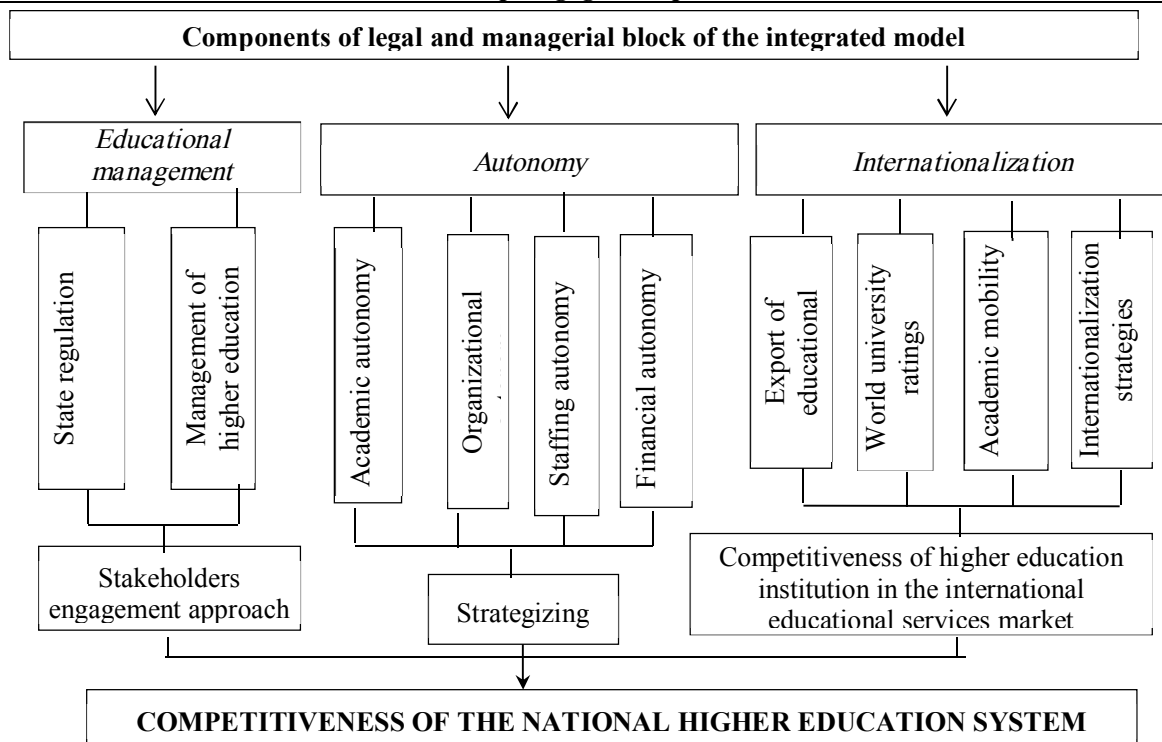 Components of legal and managerial block of the integrated model
Educational
management
Autonomy
Internationalization
State regulation
Management of
higher education
Academic autonomy
Organizational
Staffing autonomy
Financial autonomy
Export of
educational
World university
ratings
Academic mobility
Internationalization
strategies
Stakeholders
engagement approach
Strategizing
Competitiveness of higher education
institution in the international
educational services market
COMPETITIVENESS OF THE NATIONAL HIGHER EDUCATION SYSTEM